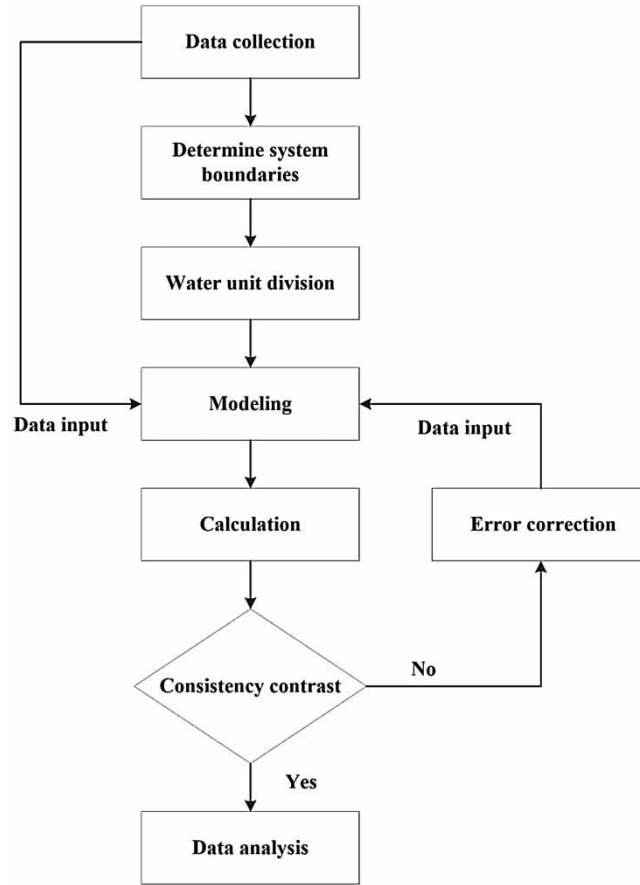 Data collection
Determine system
boundaries
Water unit division
Modeling
Data input
Data input
Calculation
Error correction
Consistency contrast
No
Yes
Data analysis